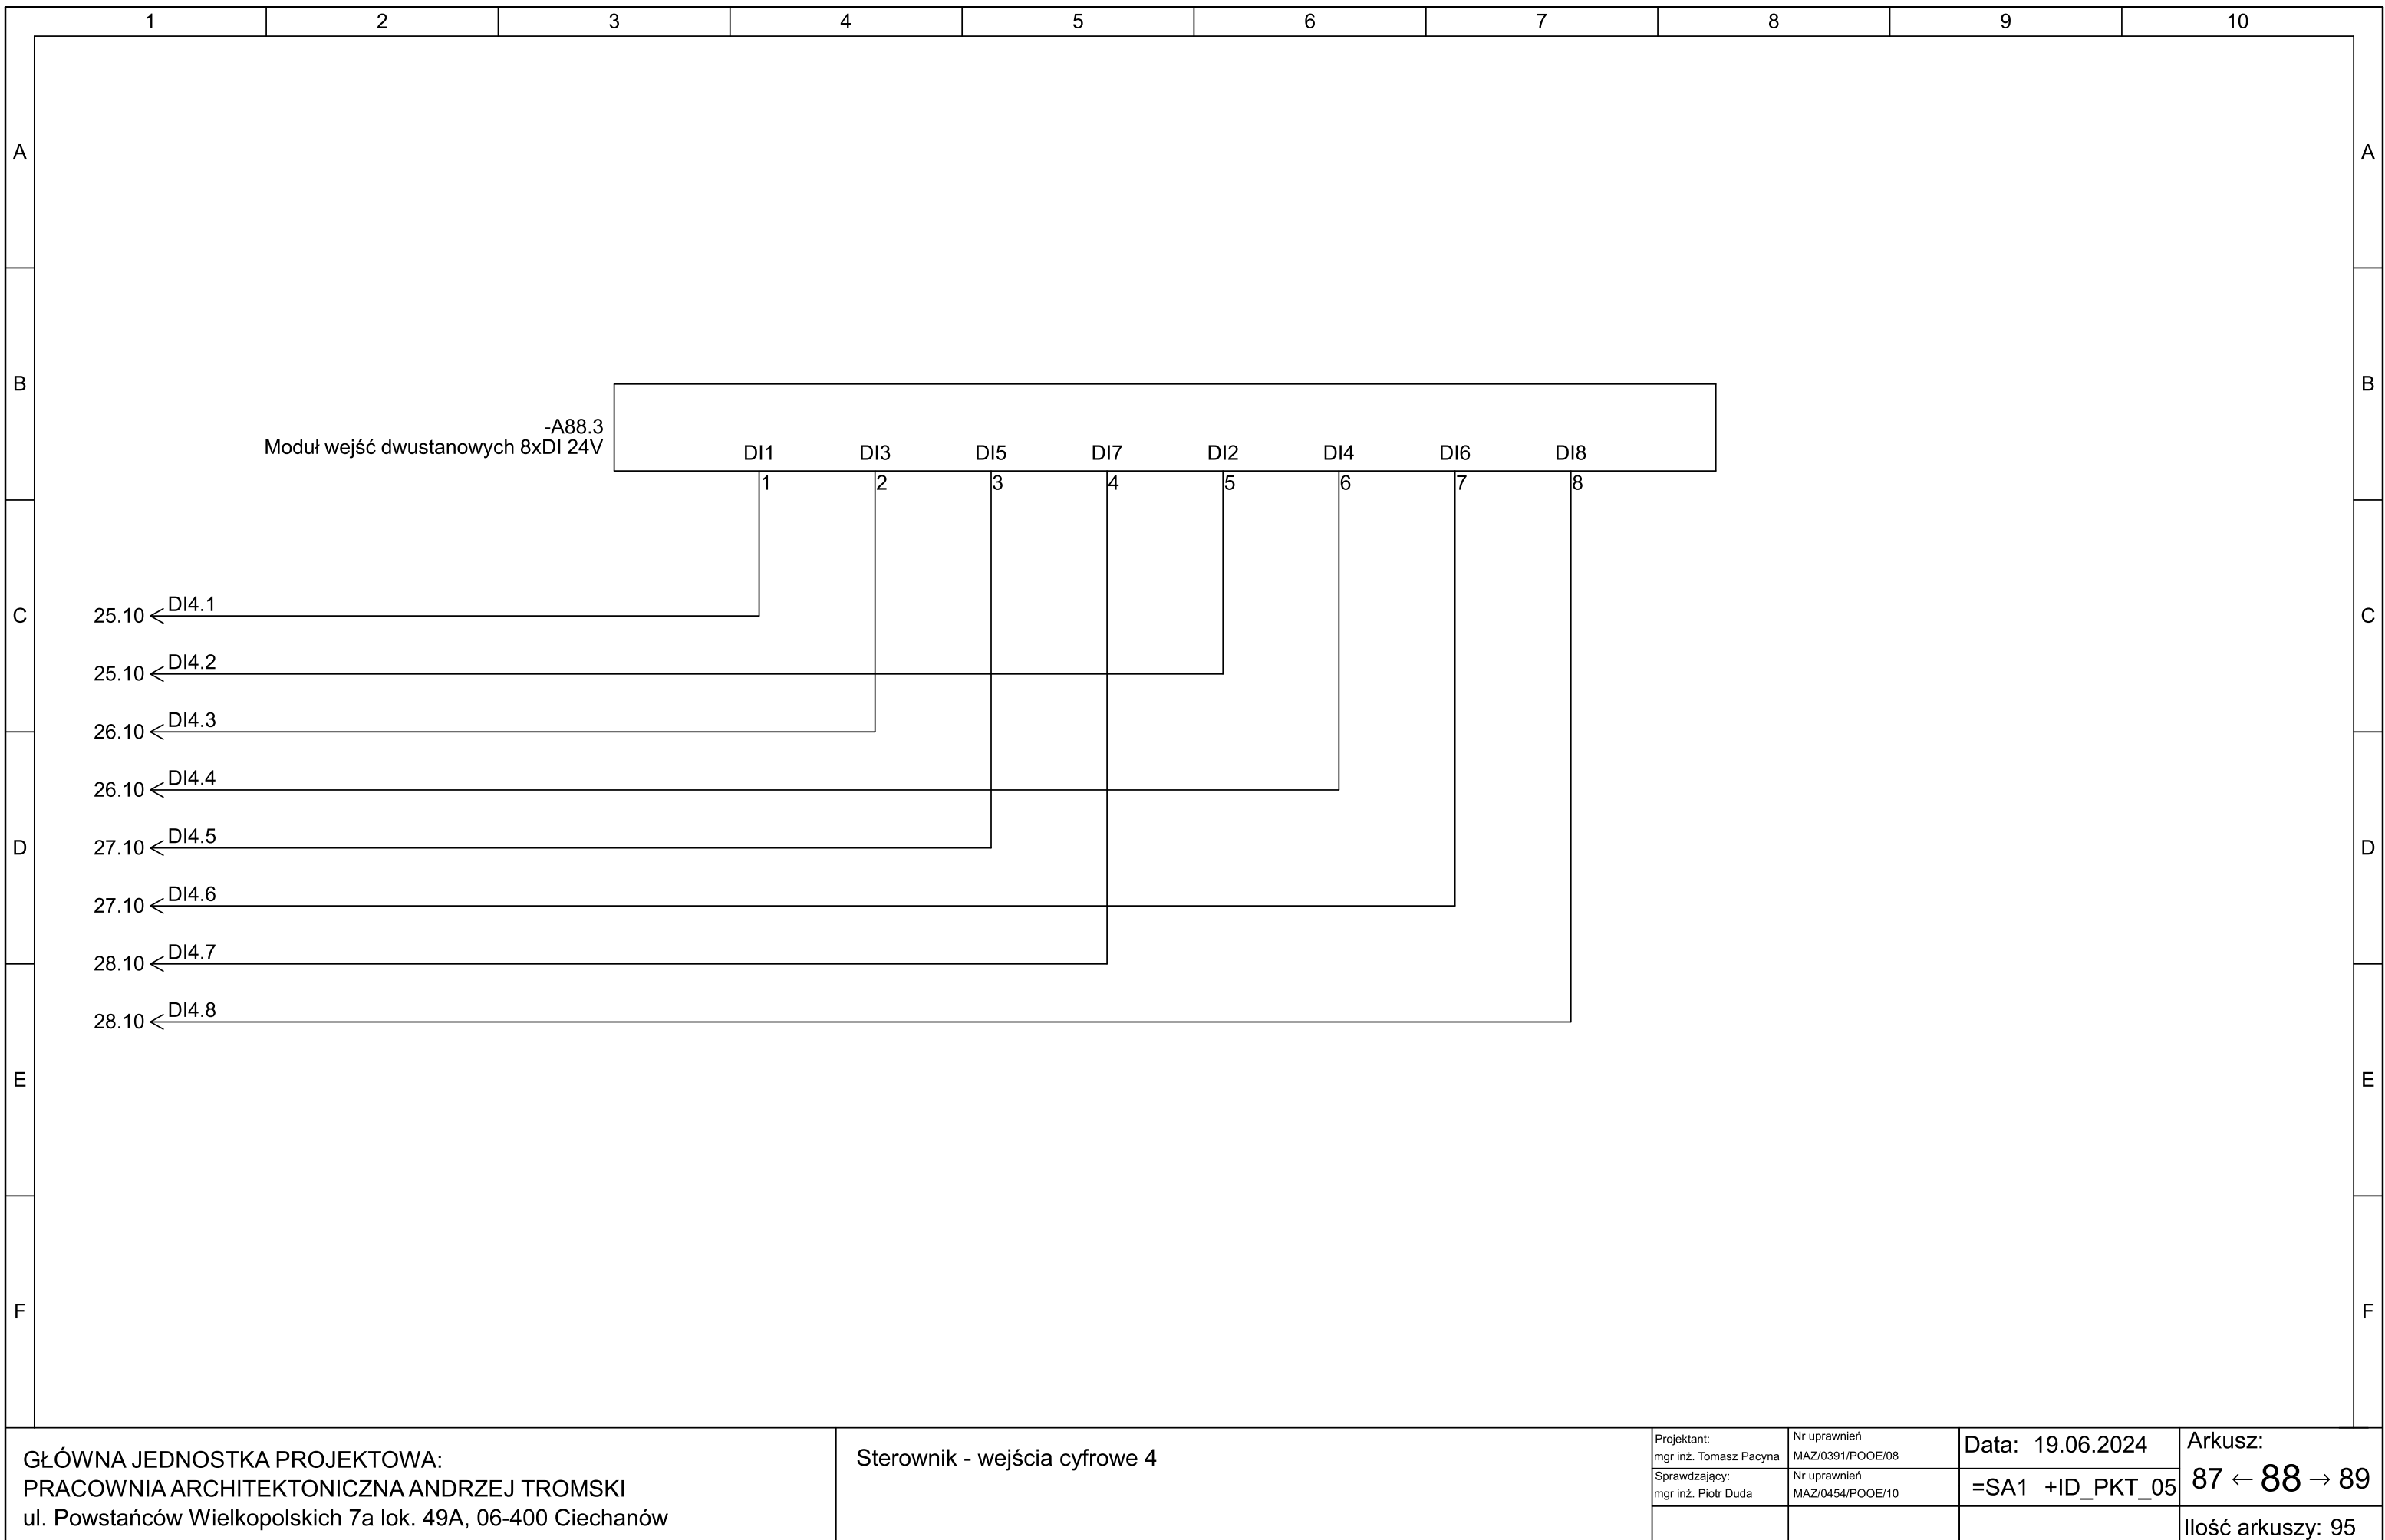 1 2 3 4 5 6 7 8 9 10
A A
B B
-A88.3
Moduł wejść dwustanowych 8xDI 24V
DI1 DI3 DI5 DI7 DI2 DI4 DI6 DI8
1 2 3 4 5 6 7 8
C C
25.10 DI4.1
25.10 DI4.2
26.10 DI4.3
26.10 DI4.4
D D
27.10 DI4.5
27.10 DI4.6
28.10 DI4.7
28.10 DI4.8
E E
F F
GŁÓWNA JEDNOSTKA PROJEKTOWA:
PRACOWNIA ARCHITEKTONICZNA ANDRZEJ TROMSKI
ul. Powstańców Wielkopolskich 7a lok. 49A, 06-400 Ciechanów
Sterownik - wejścia cyfrowe 4
Projektant:
mgr inż. Tomasz Pacyna
Nr uprawnień
MAZ/0391/POOE/08
Sprawdzający:
mgr inż. Piotr Duda
Nr uprawnień
MAZ/0454/POOE/10
Data: 19.06.2024
=SA1 +ID_PKT_05
Arkusz:
87 ← 88 → 89
Ilość arkuszy: 95